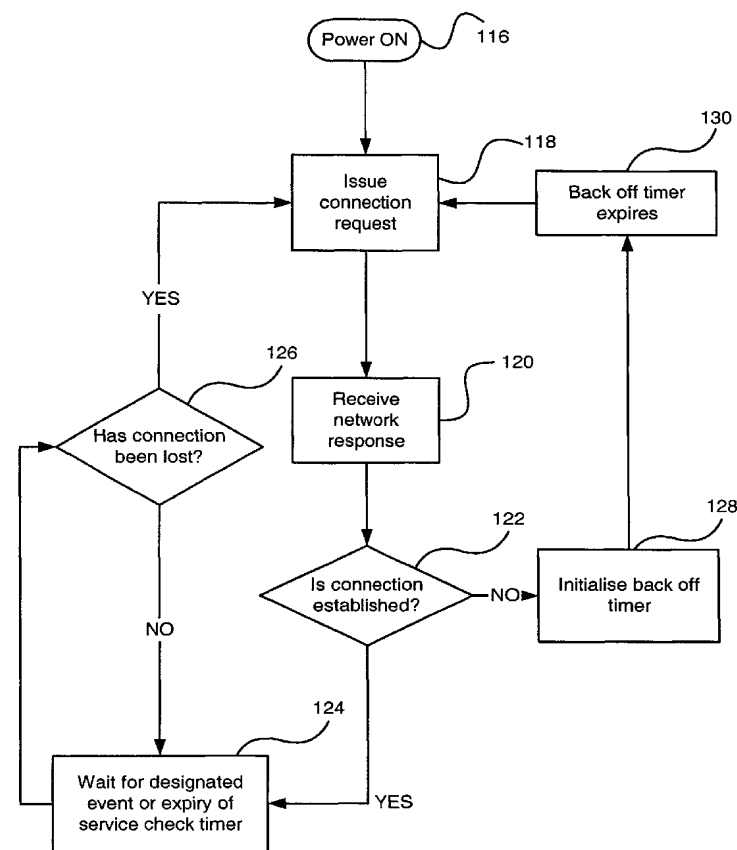 Power ON
116
118
Issue
connection
request
130
Back off timer
expires
YES
126
Has connection
been lost?
120
Receive
network
response
122
Is connection
established?
NO
128
Initialise back off
timer
NO
124
Wait for designated
event or expiry of
service check timer
YES